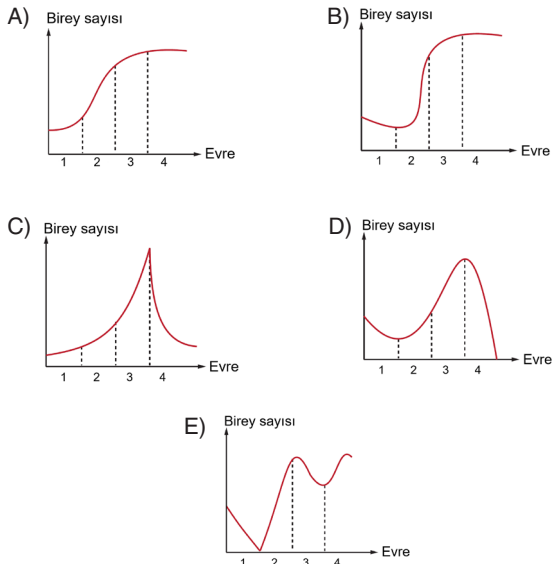 A)
Birey sayısı
1 2 3 4
Evre
B)
Birey sayısı
1 2 3 4
Evre
C)
Birey sayısı
1 2 3 4
Evre
D)
Birey sayısı
1 2 3 4
Evre
E)
Birey sayısı
1 2 3 4
Evre